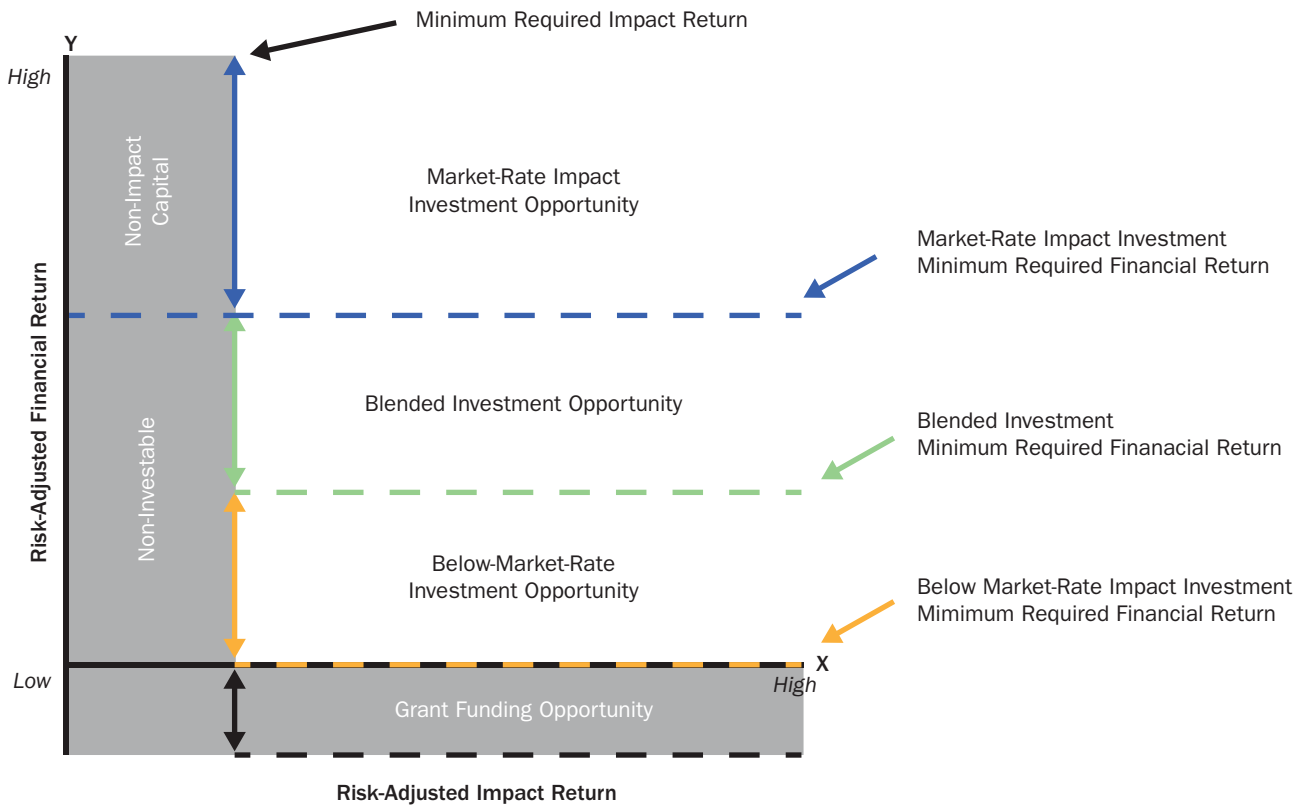 Minimum Required Impact Return
Y
High
Non-Impact
Capital
Market-Rate Impact
Investment Opportunity
Market-Rate Impact Investment
Minimum Required Financial Return
Risk-Adjusted Financial Return
Non-Investable
Blended Investment Opportunity
Blended Investment
Minimum Required Finanacial Return
Below-Market-Rate
Investment Opportunity
Below Market-Rate Impact Investment
Mimimum Required Financial Return
X
Low
High
Grant Funding Opportunity
Risk-Adjusted Impact Return